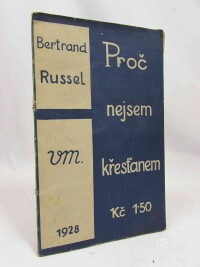 Bertrand
Russel
Proč
nejsem
křesťanem
Kč 1·50
VM.
1928